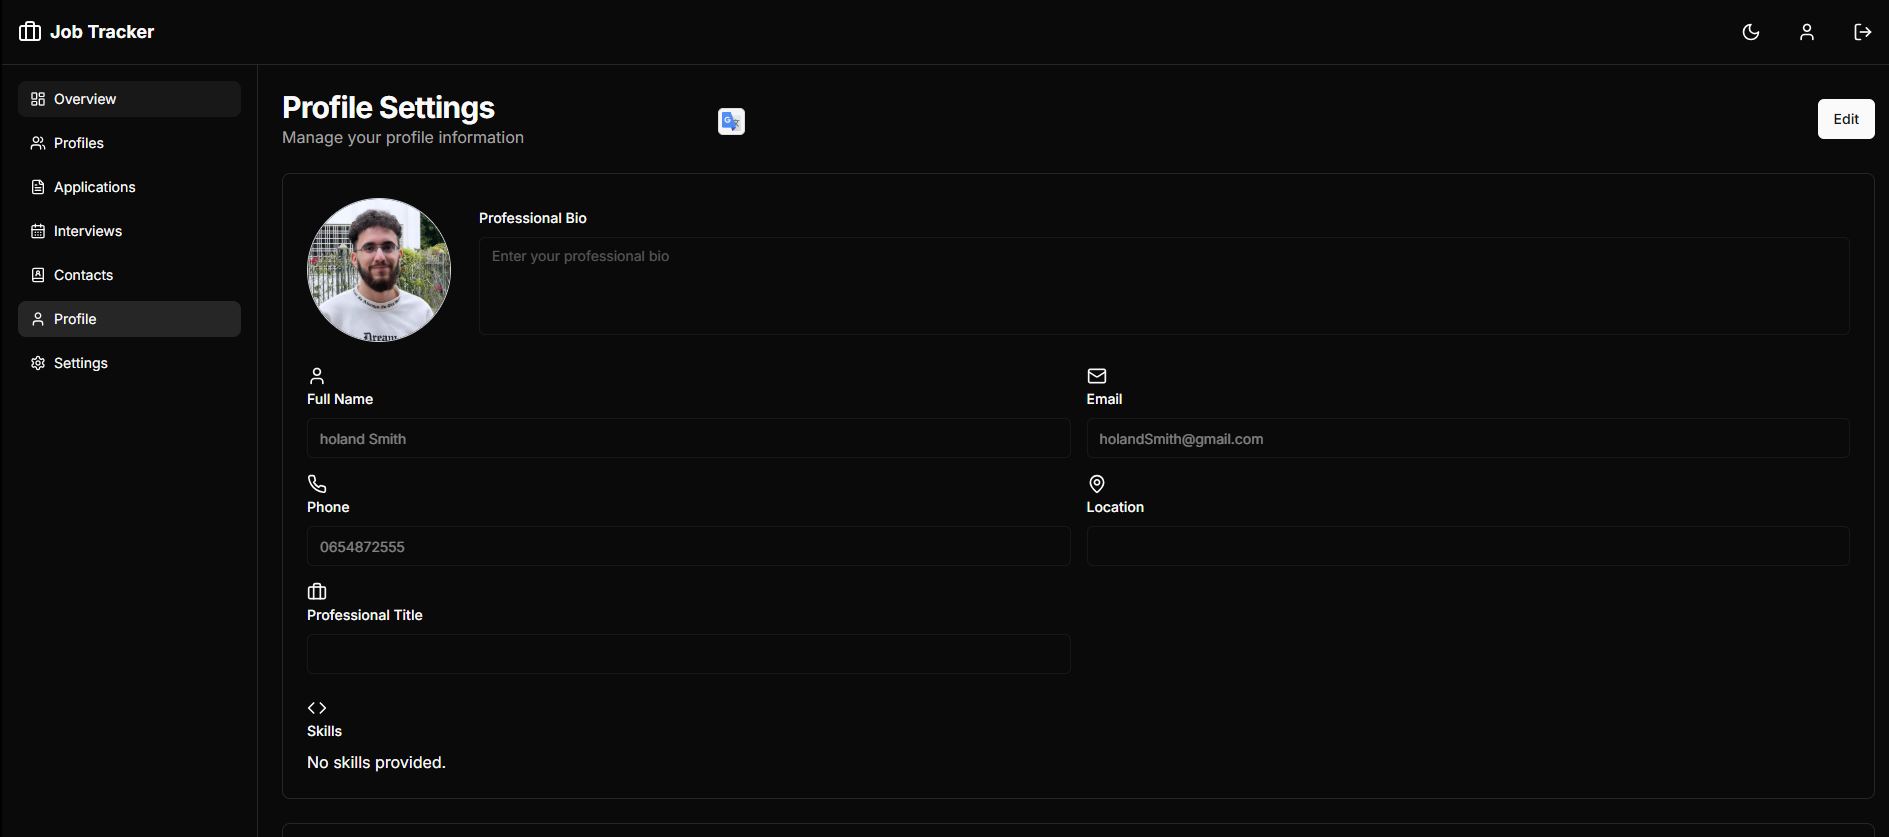 Job Tracker
Overview
Profiles
Applications
Interviews
Contacts
Profile
Settings
Profile Settings
Manage your profile information
Edit
Professional Bio
Enter your professional bio
Dream
Full Name
holand Smith
Email
holandSmith@gmail.com
Phone
0654872555
Location
Professional Title
Skills
No skills provided.